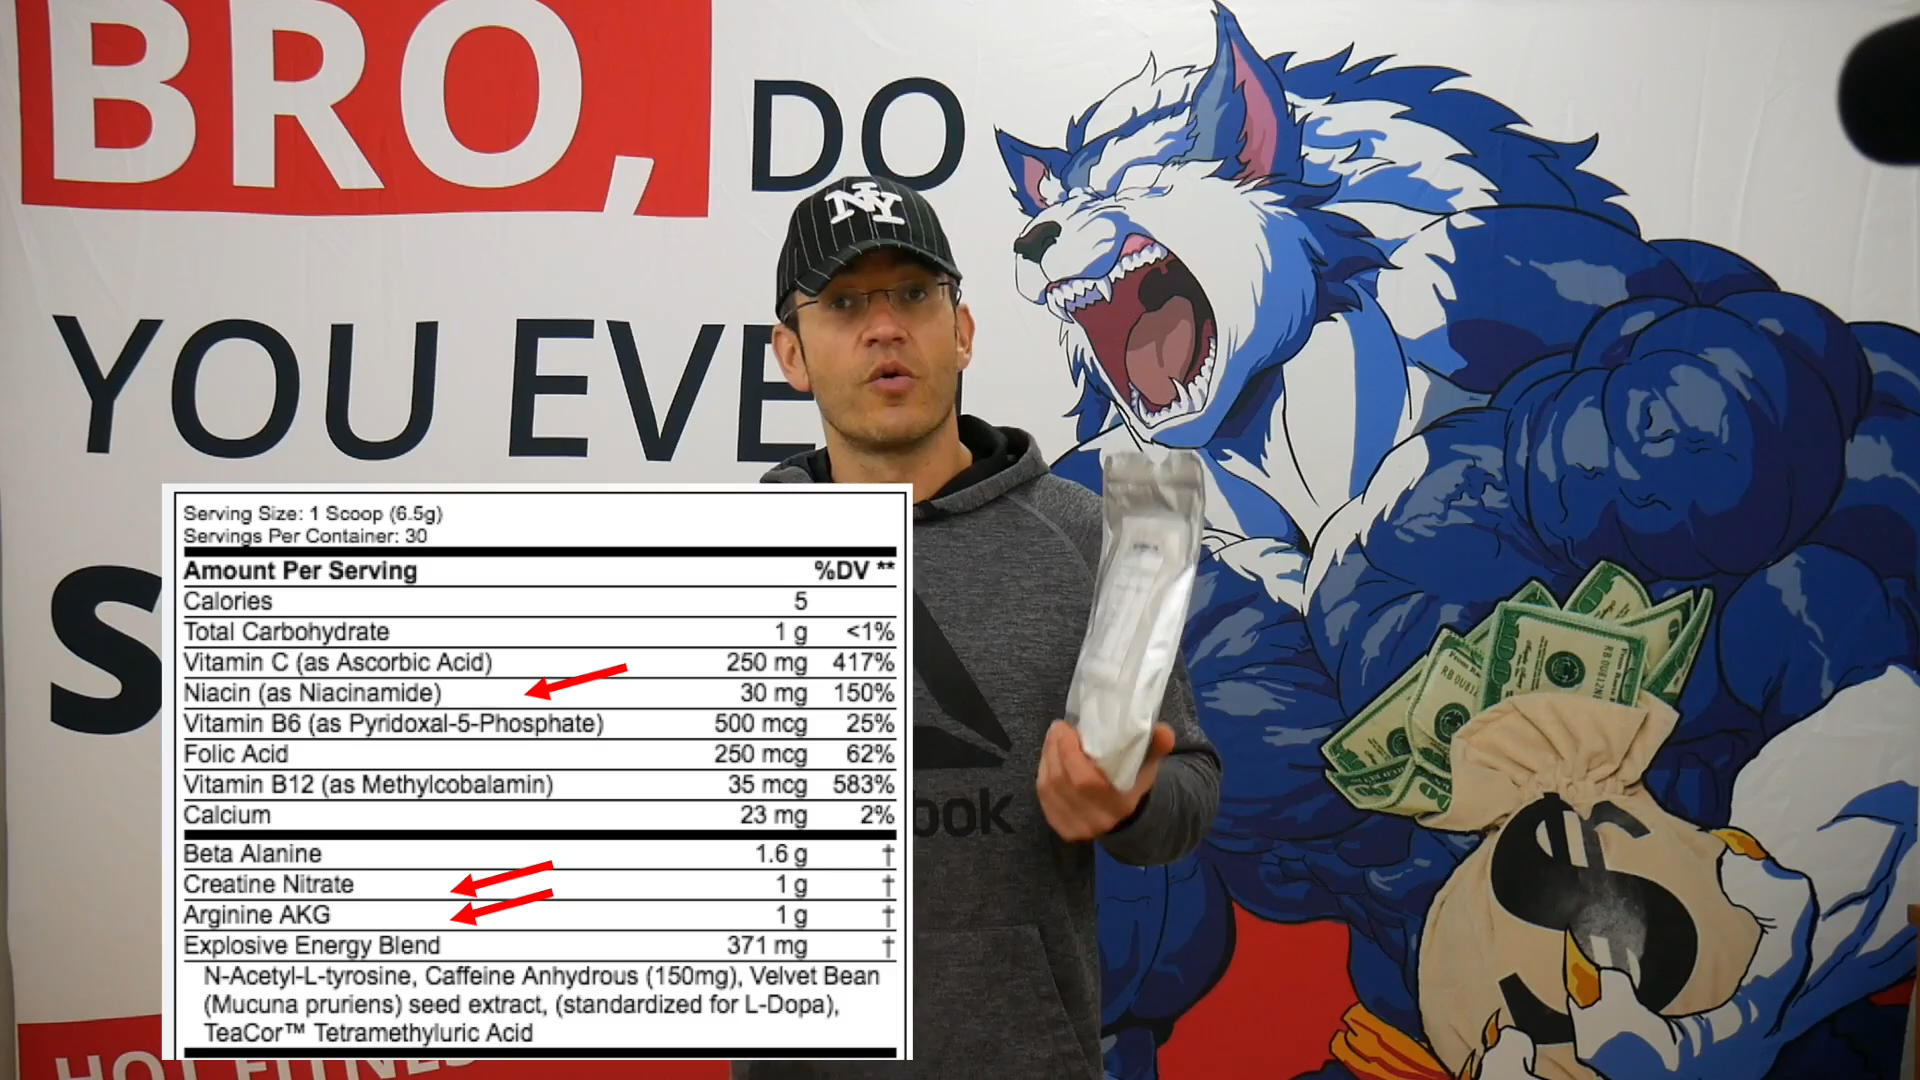 BRO, DO
YOU EVE
S
NY
Serving Size: 1 Scoop (6.5g)
Servings Per Container: 30
Amount Per Serving %DV **
Calories 5
Total Carbohydrate 1 g <1%
Vitamin C (as Ascorbic Acid) 250 mg 417%
Niacin (as Niacinamide) 30 mg 150%
Vitamin B6 (as Pyridoxal-5-Phosphate) 500 mcg 25%
Folic Acid 250 mcg 62%
Vitamin B12 (as Methylcobalamin) 35 mcg 583%
Calcium 23 mg 2%
Beta Alanine 1.6 g †
Creatine Nitrate 1 g †
Arginine AKG 1 g †
Explosive Energy Blend 371 mg †
N-Acetyl-L-tyrosine, Caffeine Anhydrous (150mg), Velvet Bean
(Mucuna pruriens) seed extract, (standardized for L-Dopa),
TeaCor™ Tetramethyluric Acid
ook
$
HOT FITNES